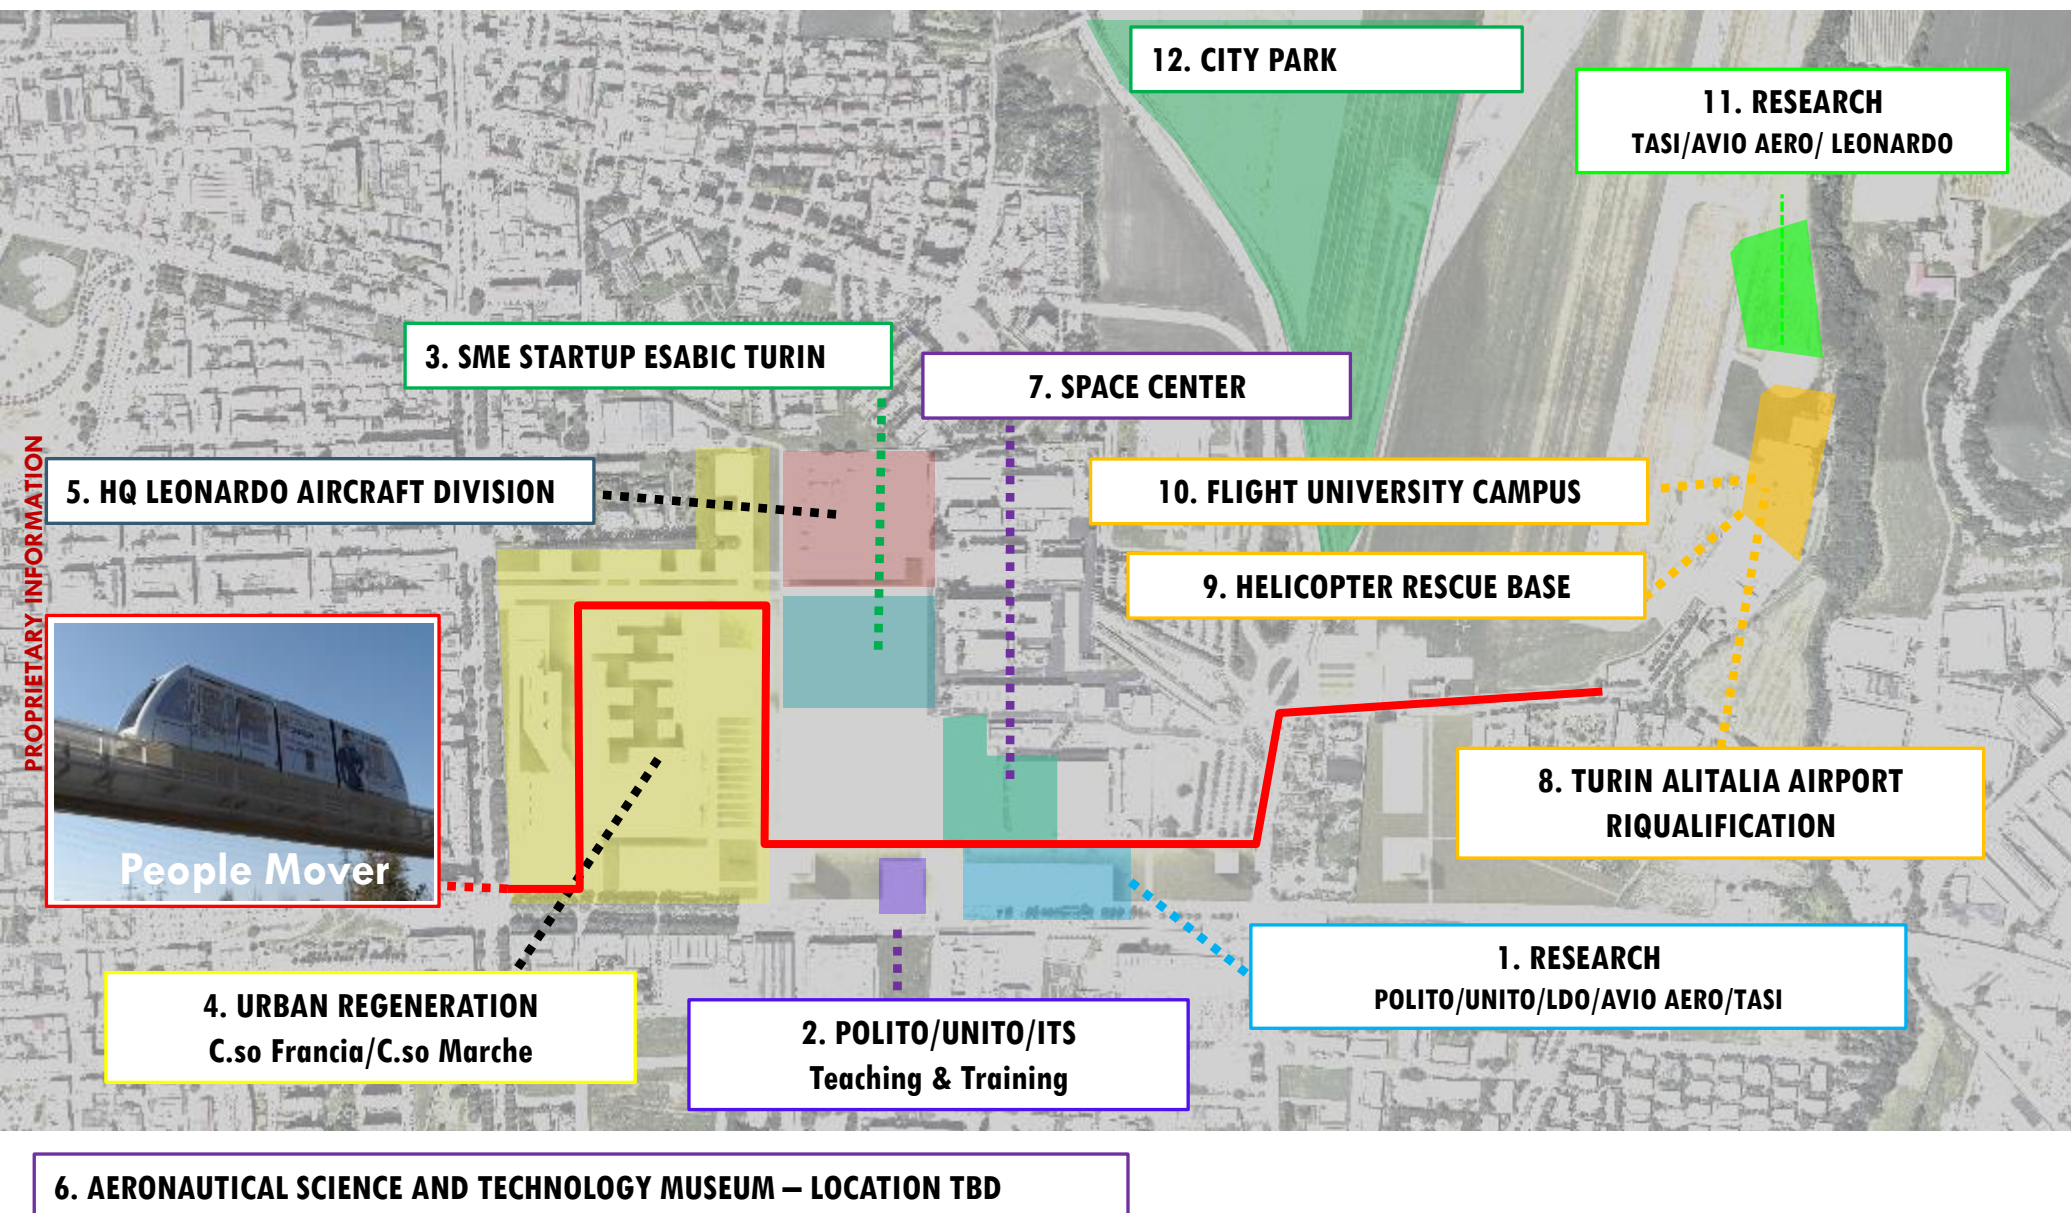 12. CITY PARK
11. RESEARCH
TASI/AVIO AERO/ LEONARDO
3. SME STARTUP ESABIC TURIN
7. SPACE CENTER
5. HQ LEONARDO AIRCRAFT DIVISION
10. FLIGHT UNIVERSITY CAMPUS
9. HELICOPTER RESCUE BASE
PROPRIETARY INFORMATION
People Mover
8. TURIN ALITALIA AIRPORT
RIQUALIFICATION
1. RESEARCH
POLITO/UNITO/LDO/AVIO AERO/TASI
4. URBAN REGENERATION
C.so Francia/C.so Marche
2. POLITO/UNITO/ITS
Teaching & Training
6. AERONAUTICAL SCIENCE AND TECHNOLOGY MUSEUM – LOCATION TBD